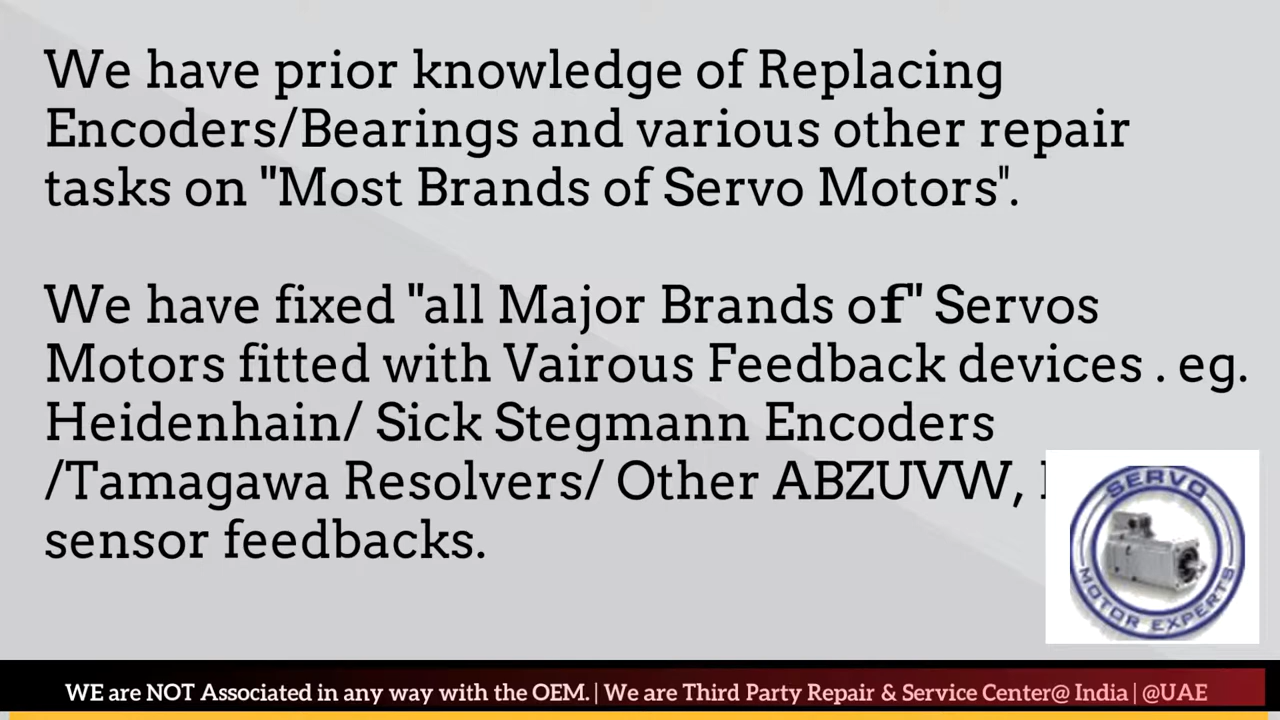 We have prior knowledge of Replacing
Encoders/Bearings and various other repair
tasks on "Most Brands of Servo Motors".
We have fixed "all Major Brands of" Servos
Motors fitted with Vairous Feedback devices . eg.
Heidenhain/ Sick Stegmann Encoders
/Tamagawa Resolvers/ Other ABZUVW,
sensor feedbacks.
SERVO
MOTOR EXPERTS
WE are NOT Associated in any way with the OEM. | We are Third Party Repair & Service Center@ India | @UAE